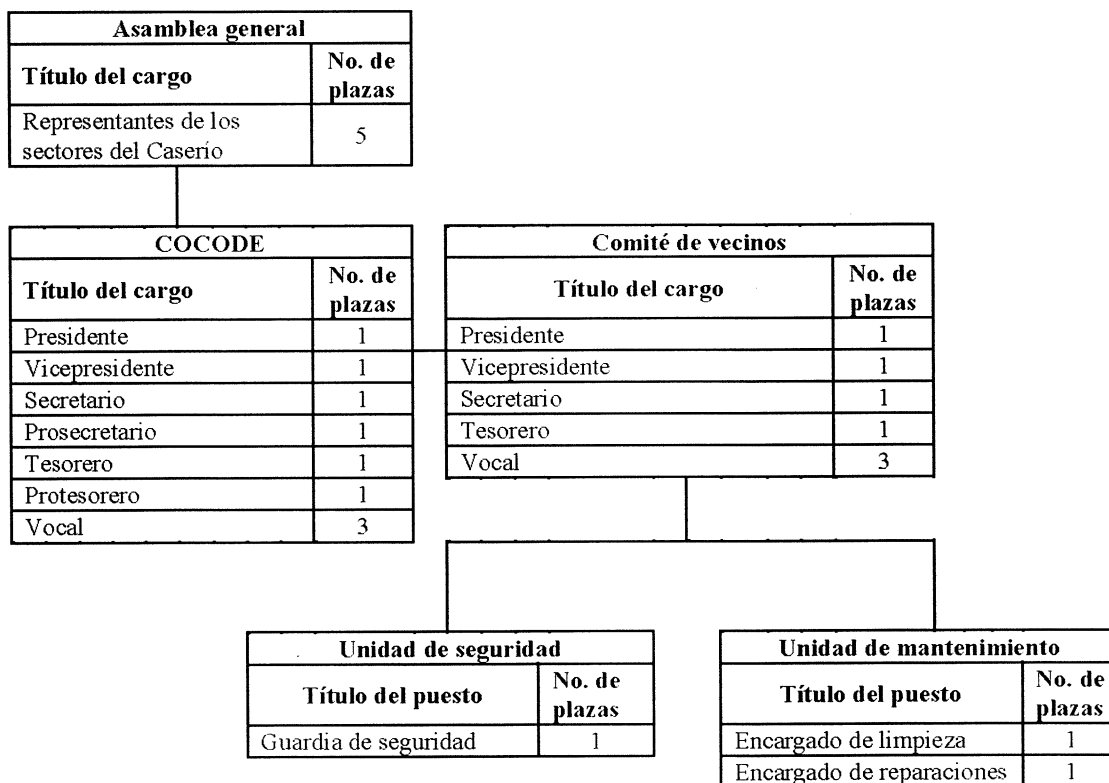 Asamblea general
Título del cargo No. de plazas
Representantes de los sectores del Caserío 5
COCODE
Título del cargo No. de plazas
Presidente 1
Vicepresidente 1
Secretario 1
Prosecretario 1
Tesorero 1
Protesorero 1
Vocal 3
Comité de vecinos
Título del cargo No. de plazas
Presidente 1
Vicepresidente 1
Secretario 1
Tesorero 1
Vocal 3
Unidad de seguridad
Título del puesto No. de plazas
Guardia de seguridad 1
Unidad de mantenimiento
Título del puesto No. de plazas
Encargado de limpieza 1
Encargado de reparaciones 1